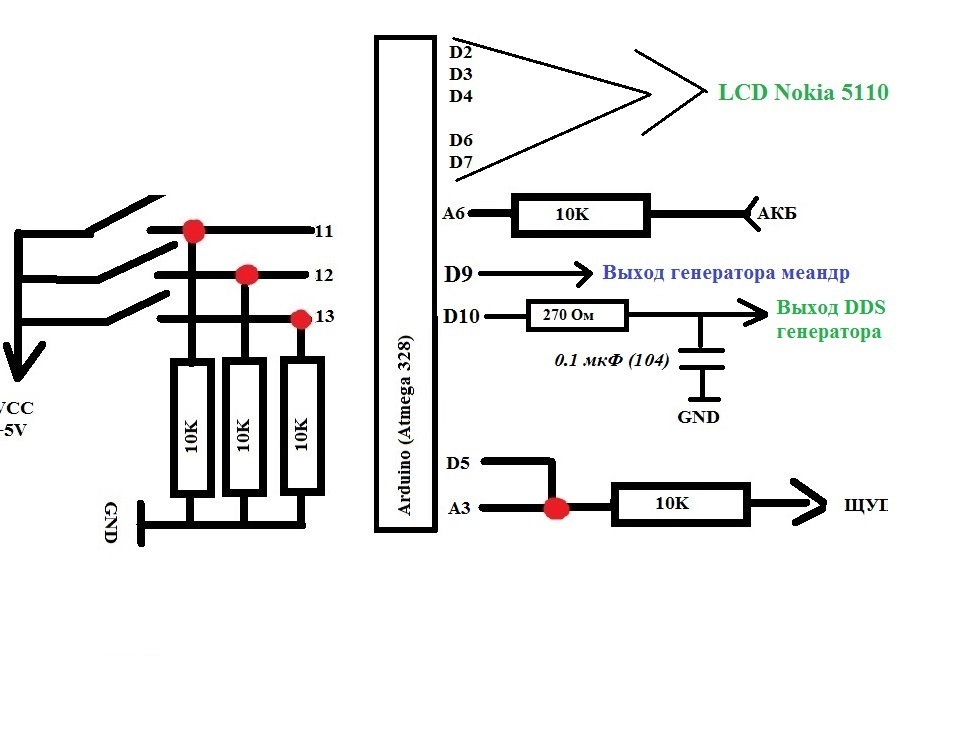 D2
D3
D4
D6
D7
LCD Nokia 5110
A6
10K
АКБ
11
12
13
D9
Выход генератора меандр
D10
270 Ом
Выход DDS
генератора
0.1 мкФ (104)
GND
Arduino (Atmega 328)
VCC
5V
10K
10K
10K
GND
D5
A3
10K
ЩУП